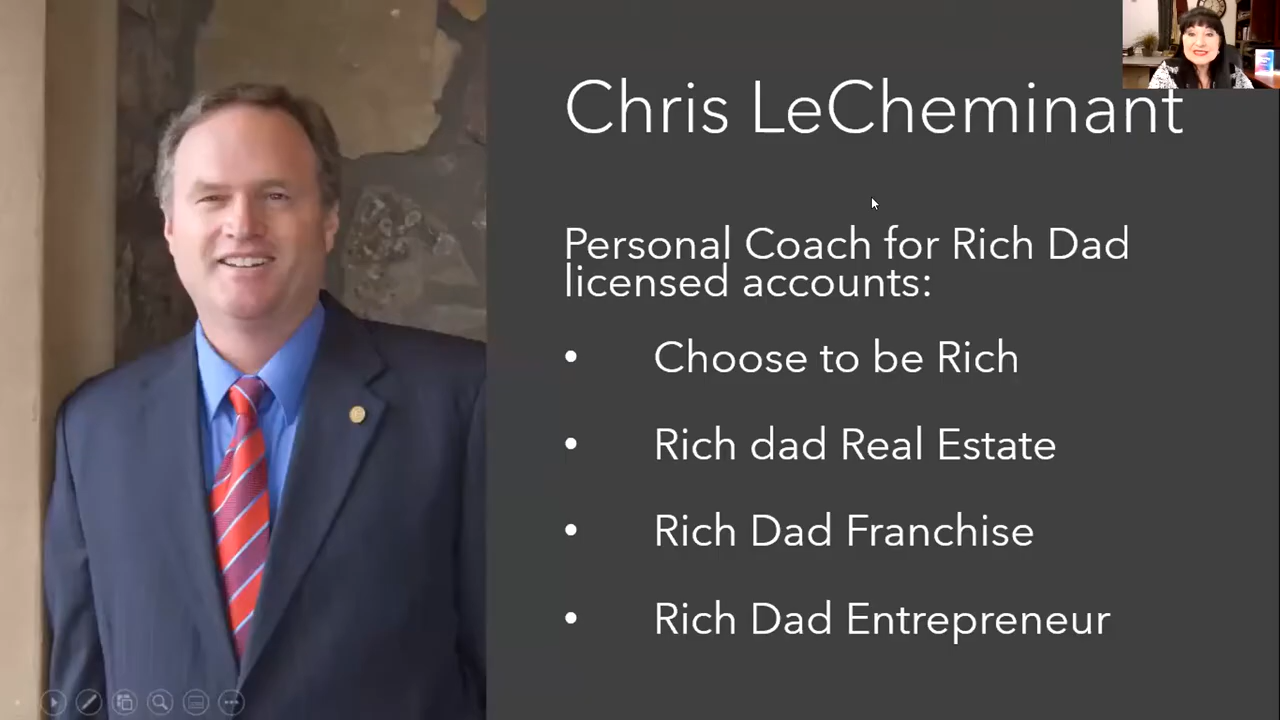 Chris LeCheminant
Personal Coach for Rich Dad
licensed accounts:
• Choose to be Rich
• Rich dad Real Estate
• Rich Dad Franchise
• Rich Dad Entrepreneur